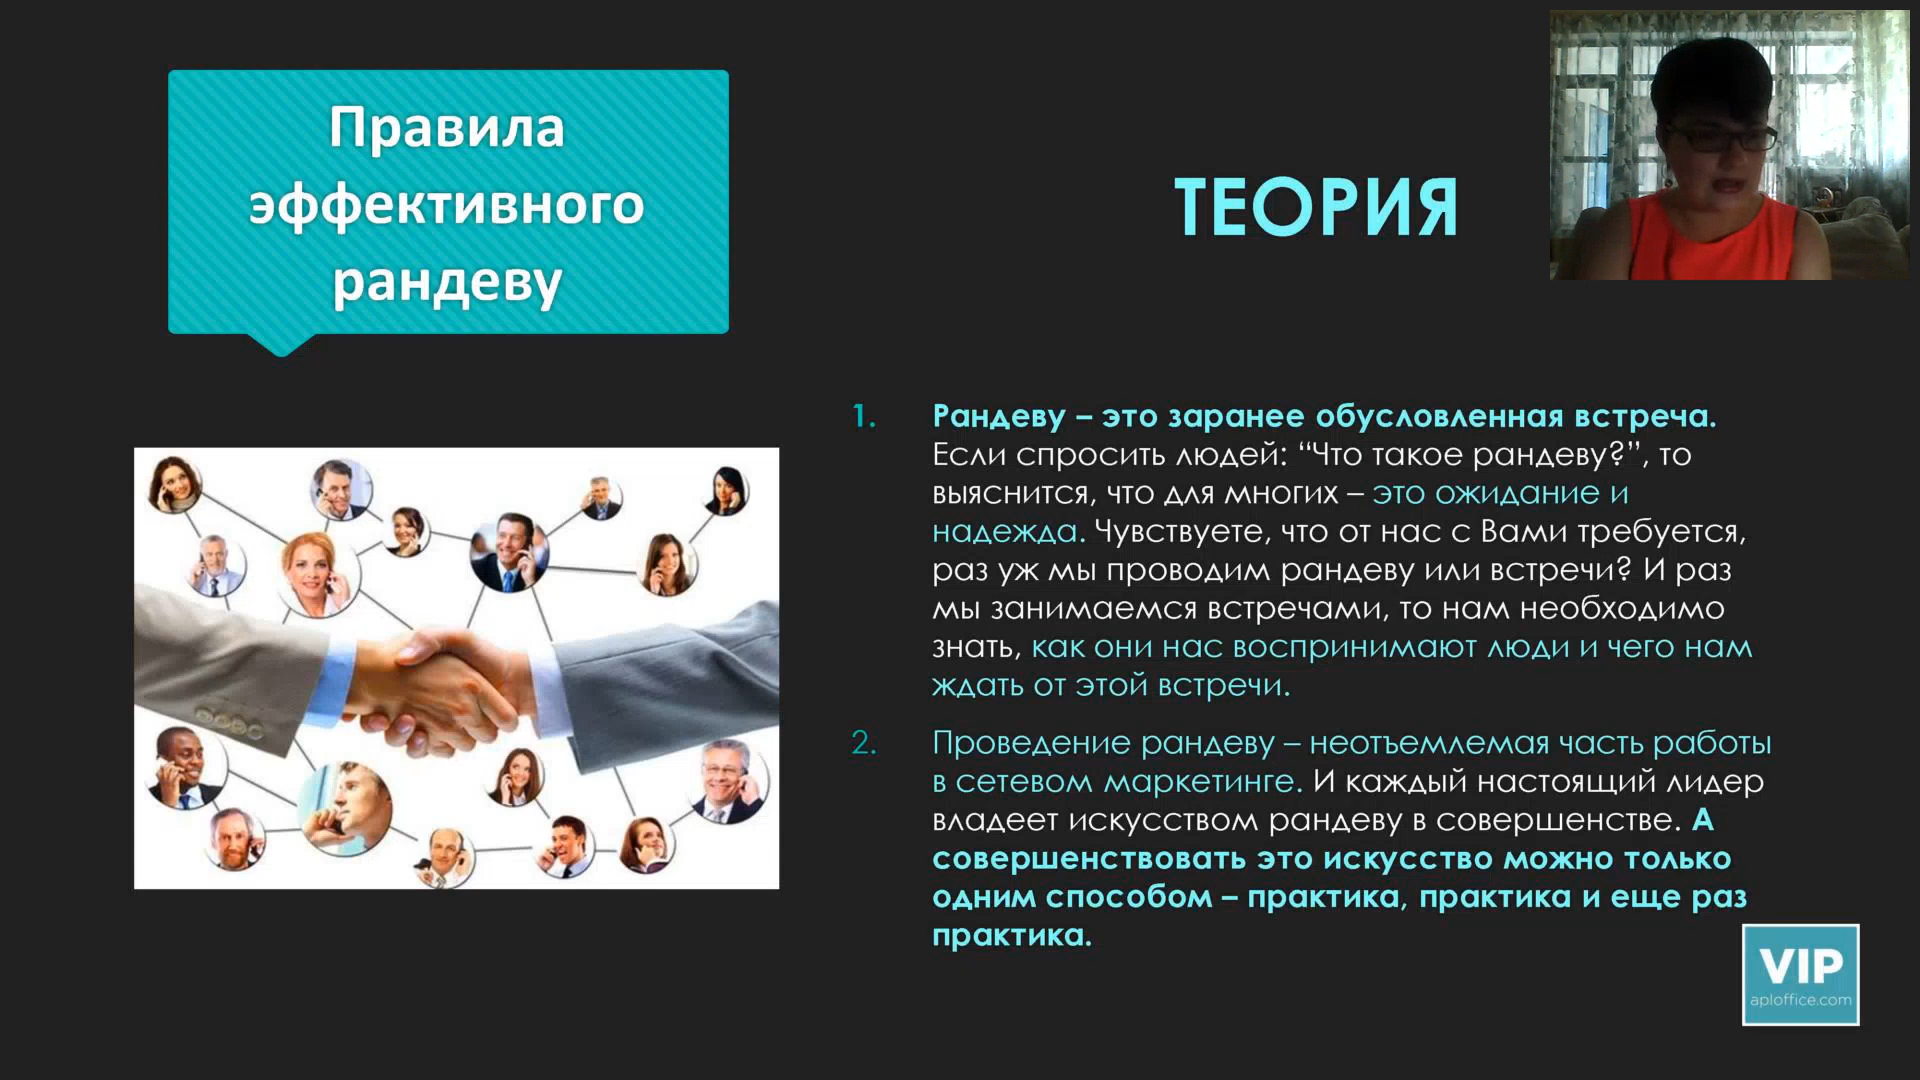 Правила
эффективного
рандеву
ТЕОРИЯ
1. Рандеву – это заранее обусловленная встреча.
Если спросить людей: “Что такое рандеву?”, то
выяснится, что для многих – это ожидание и
надежда. Чувствуете, что от нас с Вами требуется,
раз уж мы проводим рандеву или встречи? И раз
мы занимаемся встречами, то нам необходимо
знать, как они нас воспринимают люди и чего нам
ждать от этой встречи.
2. Проведение рандеву – неотъемлемая часть работы
в сетевом маркетинге. И каждый настоящий лидер
владеет искусством рандеву в совершенстве. А
совершенствовать это искусство можно только
одним способом – практика, практика и еще раз
практика.
VIP
aploffice.com